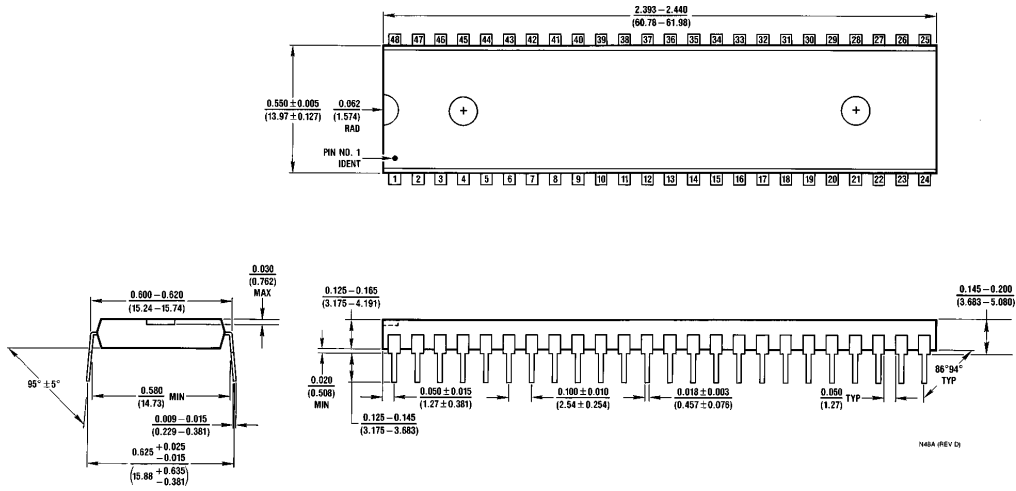 2.393 – 2.440
(60.78 – 61.98)
48 47 46 45 44 43 42 41 40 39 38 37 36 35 34 33 32 31 30 29 28 27 26 25
0.550 ± 0.005
(13.97 ± 0.127)
0.062
(1.574)
RAD
PIN NO. 1
IDENT
1 2 3 4 5 6 7 8 9 10 11 12 13 14 15 16 17 18 19 20 21 22 23 24
0.600 – 0.620
(15.24 – 15.74)
0.030
(0.762)
MAX
95° ± 5°
0.580
(14.73)
MIN
0.009 – 0.015
(0.229 – 0.381)
0.625 +0.025
-0.015
(15.88 +0.635
-0.381)
0.125 – 0.165
(3.175 – 4.191)
0.020
(0.508)
MIN
0.125 – 0.145
(3.175 – 3.683)
0.050 ± 0.015
(1.27 ± 0.381)
0.100 ± 0.010
(2.54 ± 0.254)
0.018 ± 0.003
(0.457 ± 0.076)
0.050
(1.27)
TYP
0.145 – 0.200
(3.683 – 5.080)
86°94°
TYP
N48A (REV D)